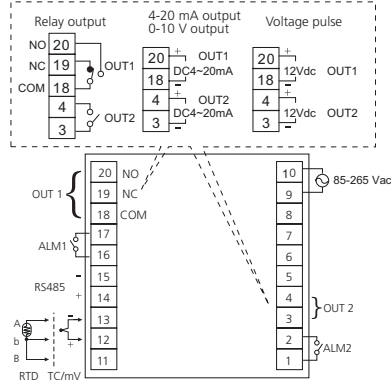 Relay output
4-20 mA output
0-10 V output
Voltage pulse
NO 20
NC 19 OUT1
COM 18
4
3 OUT2
20 + OUT1
DC4~20mA
18 -
4 + OUT2
DC4~20mA
3 -
20 +
12Vdc OUT1
18 -
4 +
12Vdc OUT2
3 -
OUT 1
20 NO
19 NC
18 COM
ALM1
17
16
RS485
- 15
+ 14
A
b
B
- 13
+ 12
11
RTD TC/mV
10
9
85-265 Vac
8
7
6
5
4
3
OUT 2
2
1
ALM2